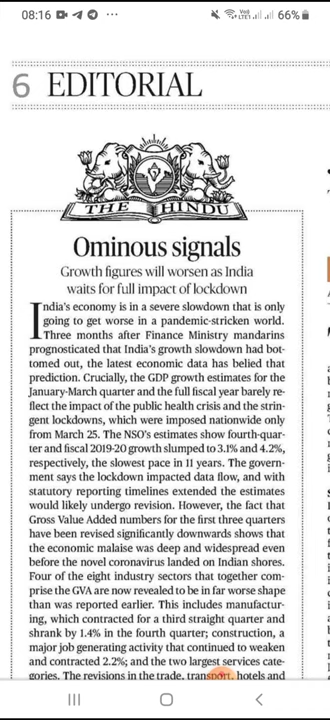 08:16
66%
6 EDITORIAL
THE HINDU
Ominous signals
Growth figures will worsen as India
waits for full impact of lockdown
India's economy is in a severe slowdown that is only
going to get worse in a pandemic-stricken world.
Three months after Finance Ministry mandarins
prognosticated that India's growth slowdown had bot-
tomed out, the latest economic data has belied that
prediction. Crucially, the GDP growth estimates for the
January-March quarter and the full fiscal year barely re-
flect the impact of the public health crisis and the strin-
gent lockdowns, which were imposed nationwide only
from March 25. The NSO's estimates show fourth-quar-
ter and fiscal 2019-20 growth slumped to 3.1% and 4.2%,
respectively, the slowest pace in 11 years. The govern-
ment says the lockdown impacted data flow, and with
statutory reporting timelines extended the estimates
would likely undergo revision. However, the fact that
Gross Value Added numbers for the first three quarters
have been revised significantly downwards shows that
the economic malaise was deep and widespread even
before the novel coronavirus landed on Indian shores.
Four of the eight industry sectors that together com-
prise the GVA are now revealed to be in far worse shape
than was reported earlier. This includes manufactur-
ing, which contracted for a third straight quarter and
shrank by 1.4% in the fourth quarter; construction, a
major job generating activity that continued to weaken
and contracted 2.2%; and the two largest services cate-
gories. The revisions in the trade, transport, hotels and